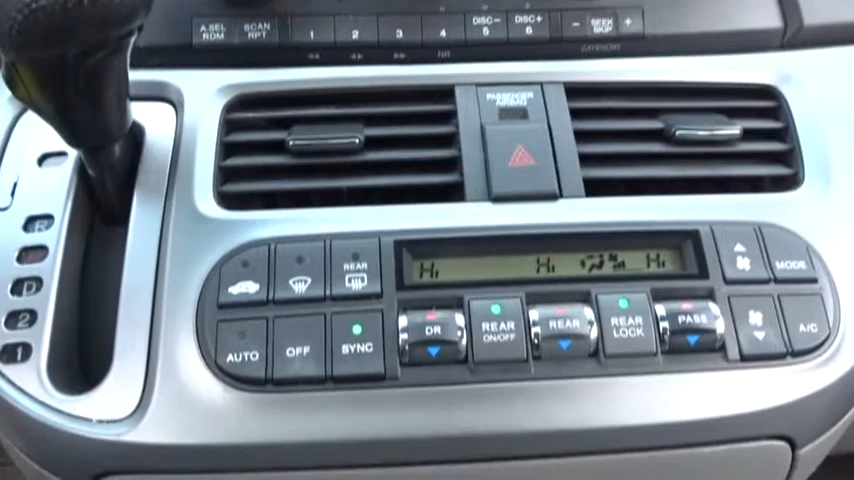 A.SEL SCAN 1 2 3 4 DISC− DISC+ − SEEK +
RDM RPT 5 6 SKIP
CATEGORY
PASSENGER
AIRBAG
R
D
2
1
REAR
Hi Hi Hi
MODE
AUTO OFF SYNC
DR
REAR
ON/OFF
REAR
REAR
LOCK
PASS
A/C